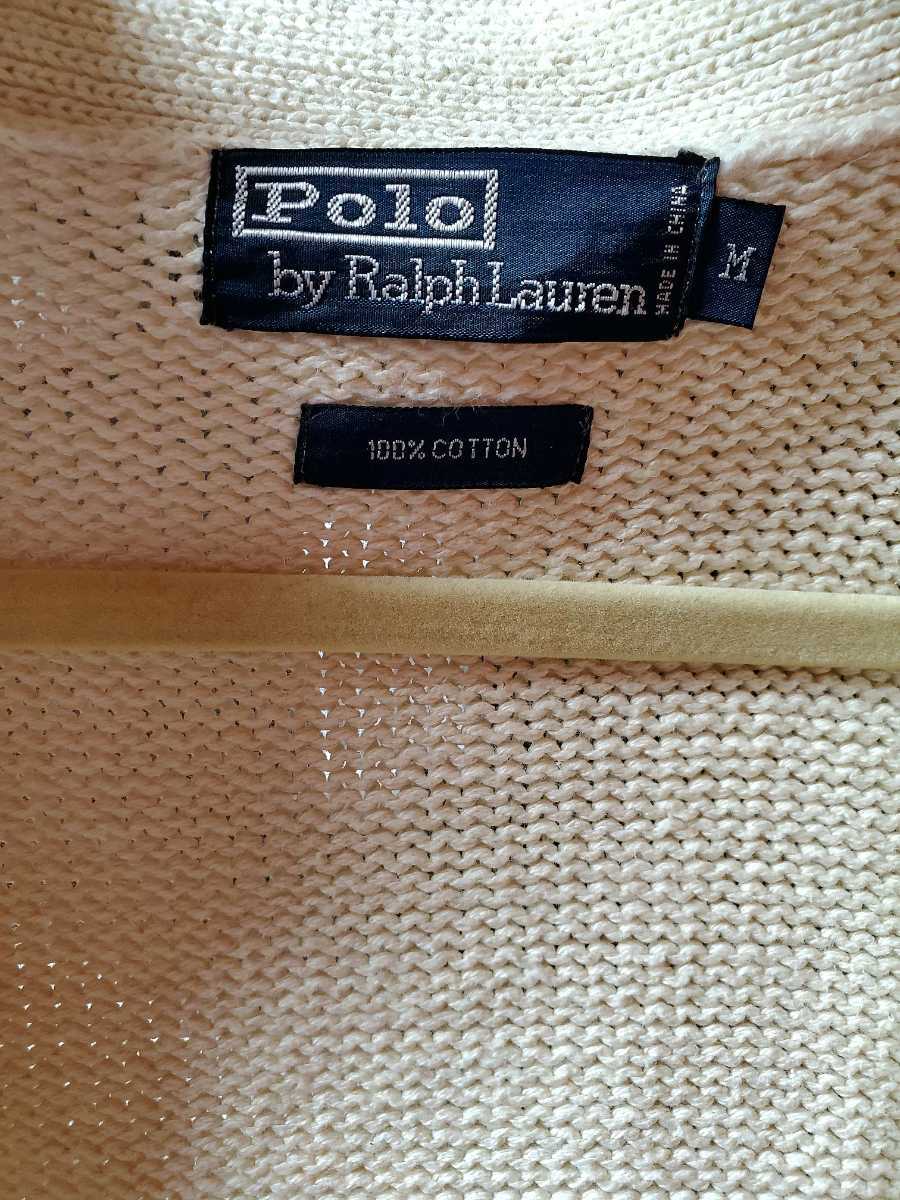 Polo
by Ralph Lauren
MADE IN CHINA
M
100% COTTON